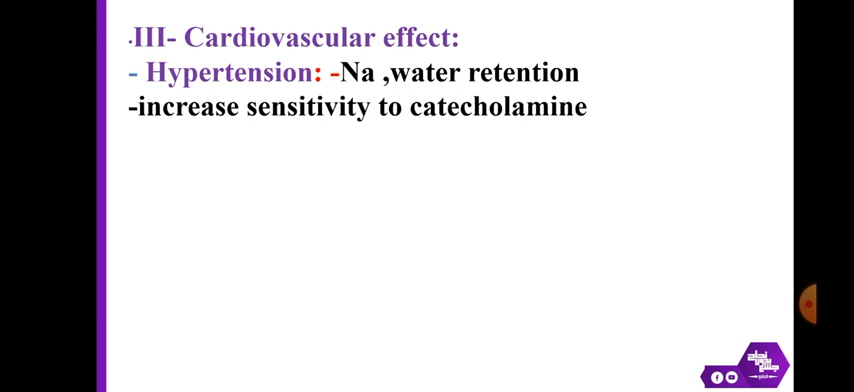 .III- Cardiovascular effect:
- Hypertension: -Na ,water retention
-increase sensitivity to catecholamine